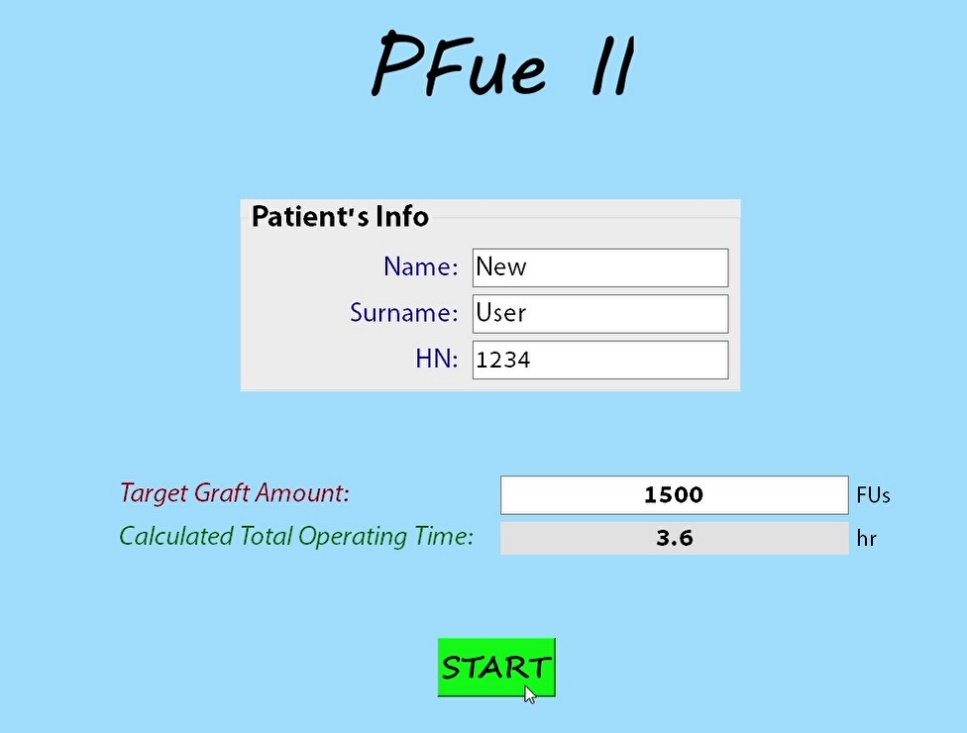 PFue II
Patient's Info
Name: New
Surname: User
HN: 1234
Target Graft Amount: 1500 FUs
Calculated Total Operating Time: 3.6 hr
START